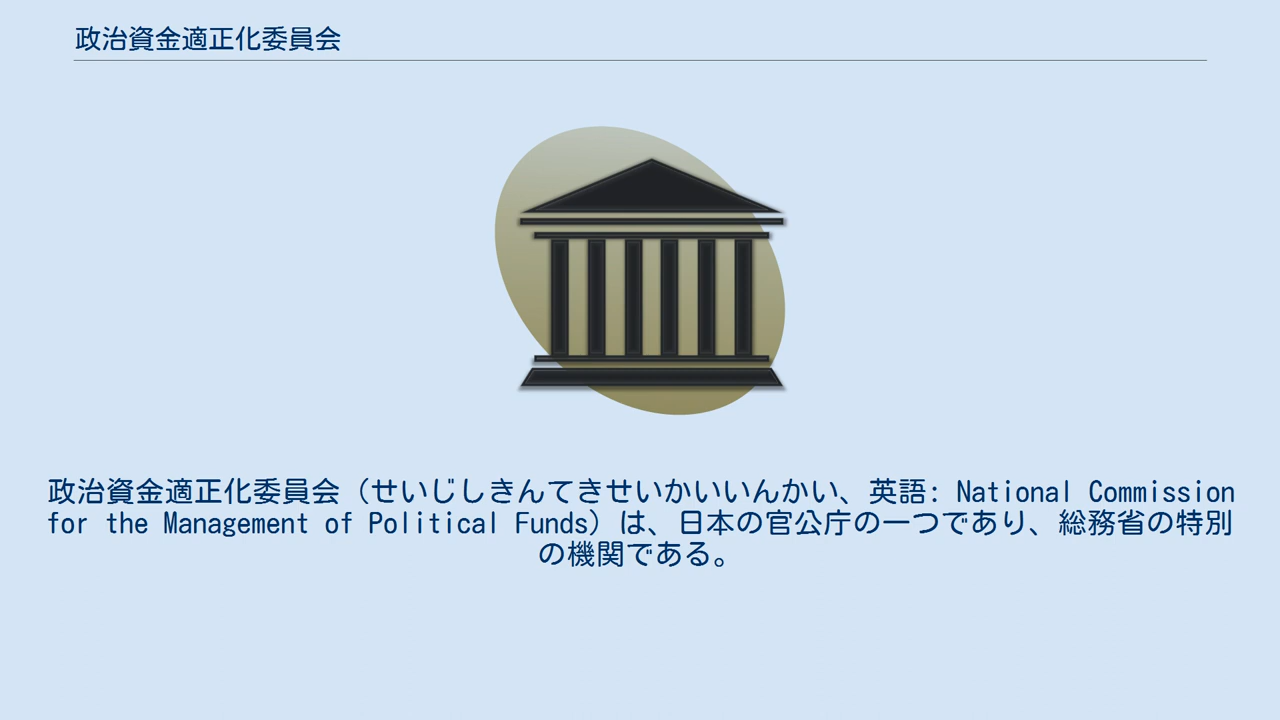 政治資金適正化委員会
政治資金適正化委員会（せいじしきんてきせいかいいんかい、英語: National Commission
for the Management of Political Funds）は、日本の官公庁の一つであり、総務省の特別
の機関である。